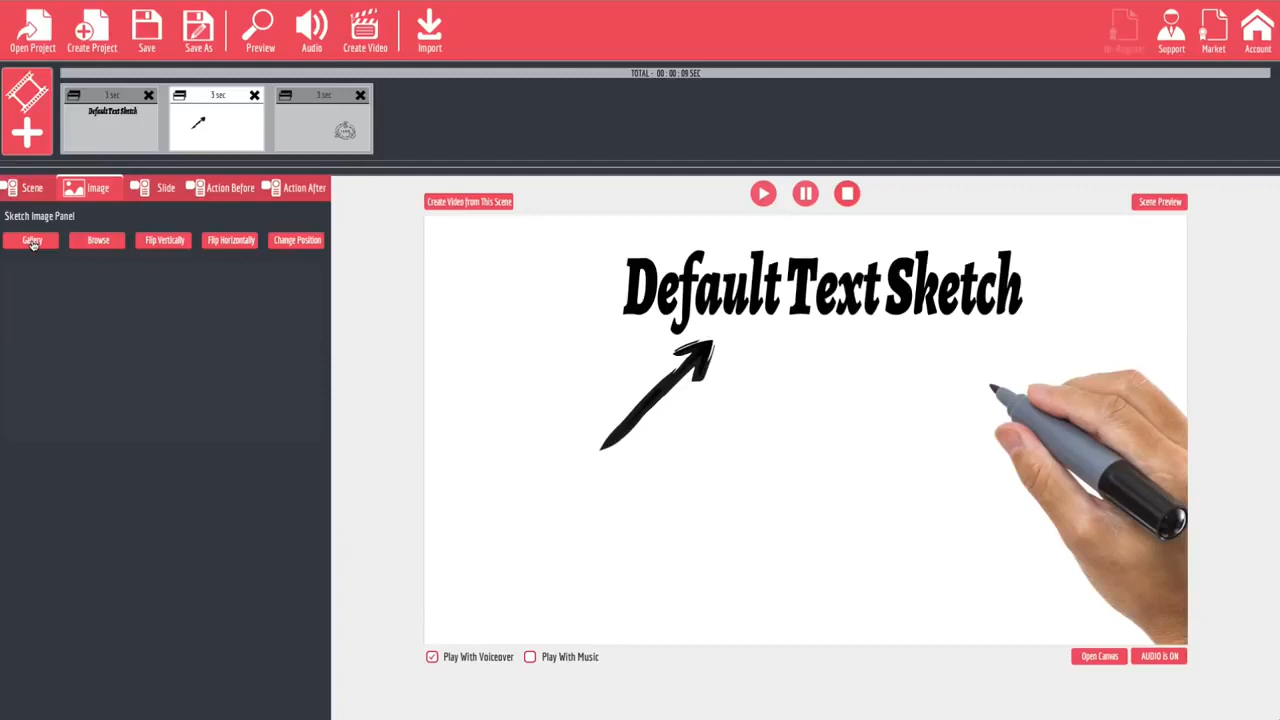 Open Project
Create Project
Save
Save As
Preview
Audio
Create Video
Import
Support
Market
Account
TOTAL - 00 : 00 : 09 SEC
3 sec
3 sec
3 sec
Default Text Sketch
Scene
Image
Slide
Action Before
Action After
Sketch Image Panel
Gallery
Browse
Flip Vertically
Flip Horizontally
Change Position
Create Video from This Scene
Scene Preview
Default Text Sketch
Play With Voiceover
Play With Music
Open Canvas
AUDIO is ON